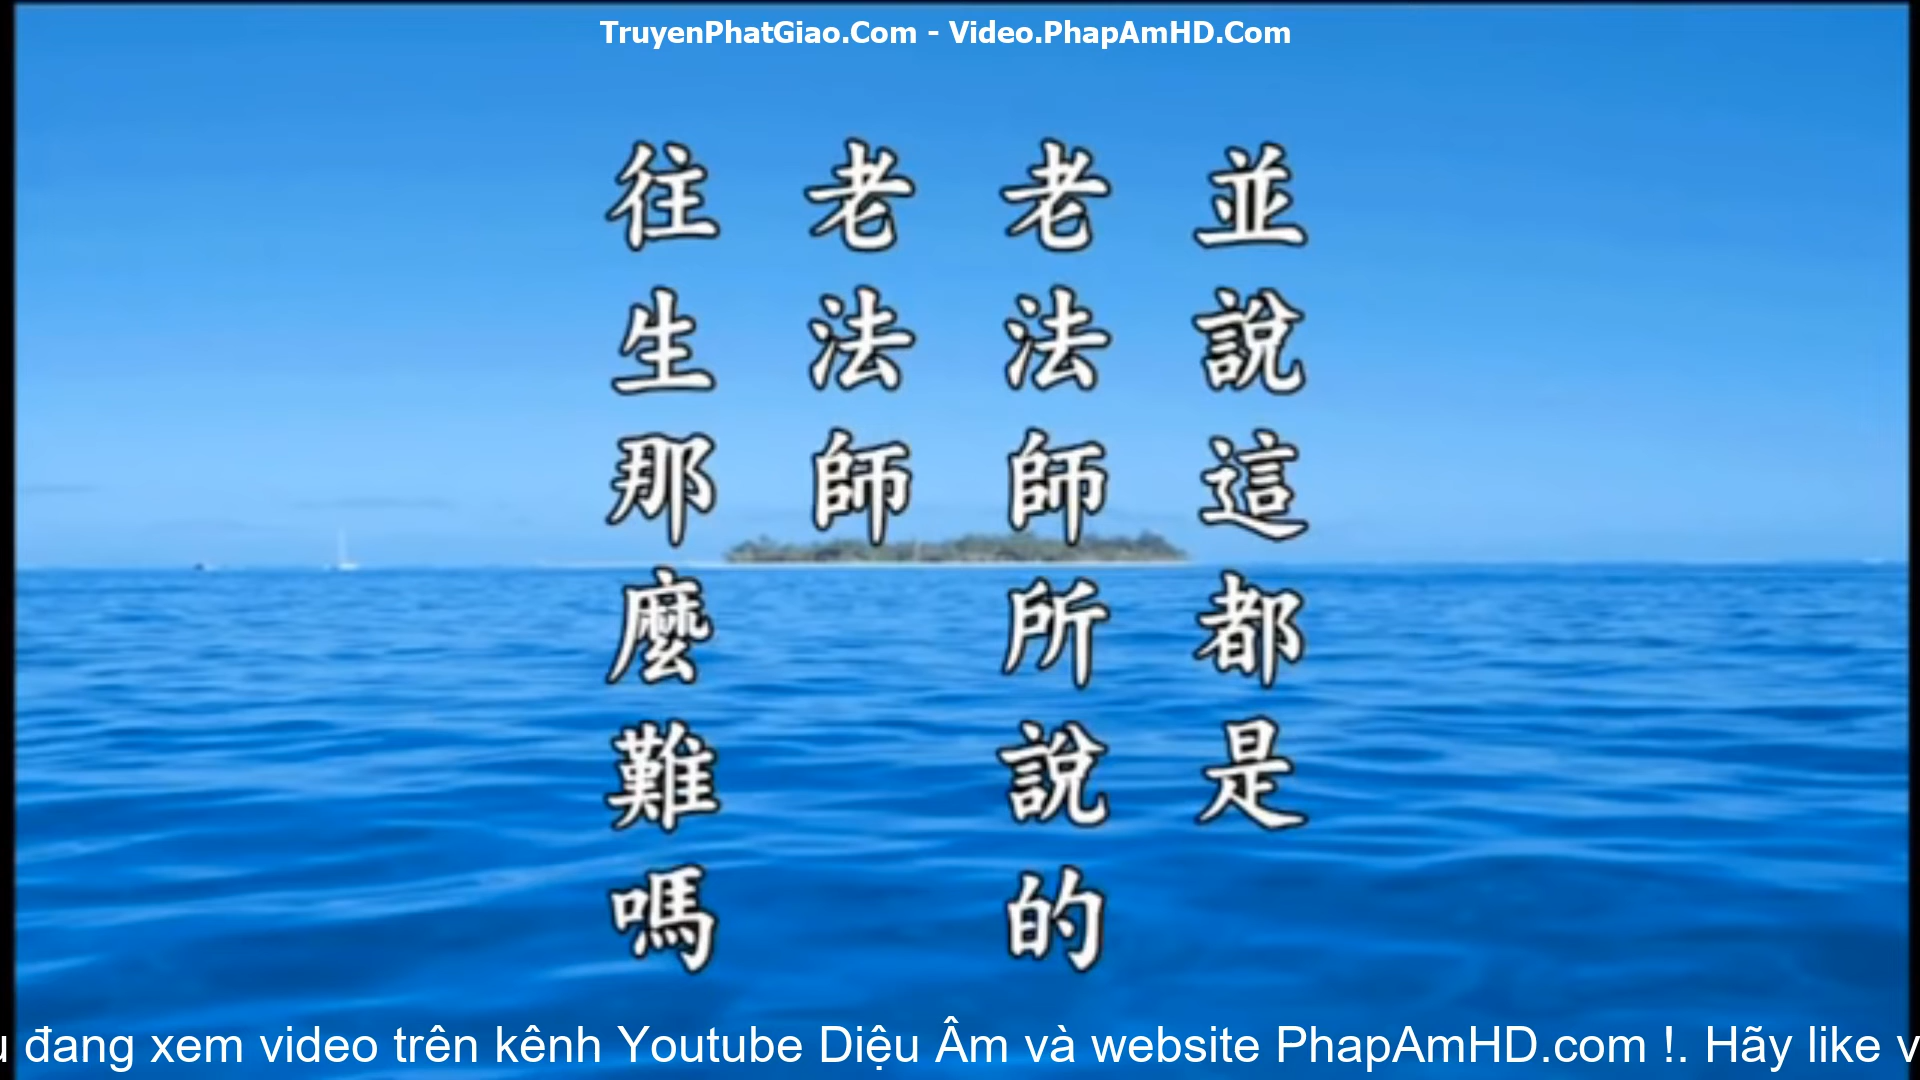 TruyenPhatGiao.Com - Video.PhapAmHD.Com
並說這都是
老法師所說的
老法師
往生那麼難嗎
đang xem video trên kênh Youtube Diệu Âm và website PhapAmHD.com !. Hãy like